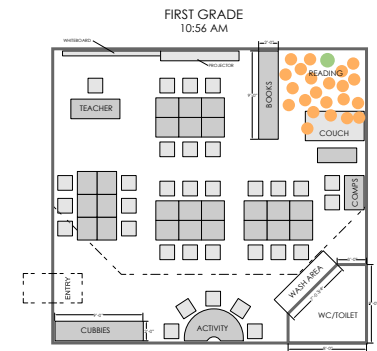 FIRST GRADE
10:56 AM
WHITEBOARD
PROJECTOR
READING
TEACHER
BOOKS
COUCH
COMPS
ENTRY
WASH AREA
WC/TOILET
CUBBIES
ACTIVITY